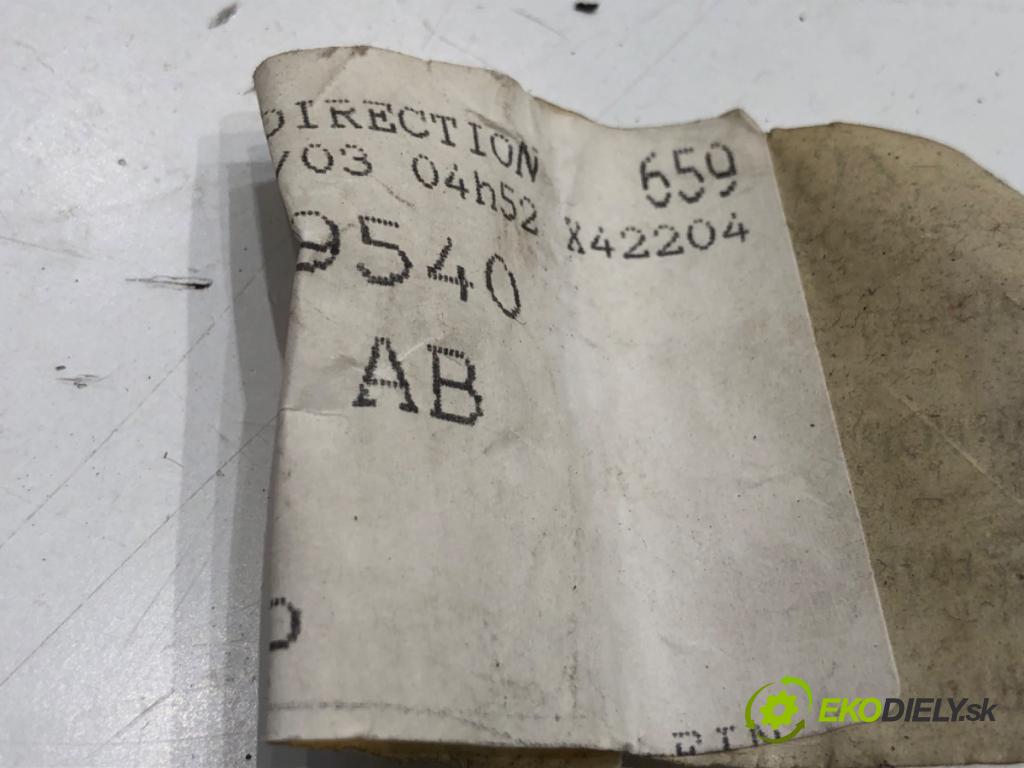 DIRECTION
/03 04h52
659
X42204
9540
AB
EKODIELY.sk